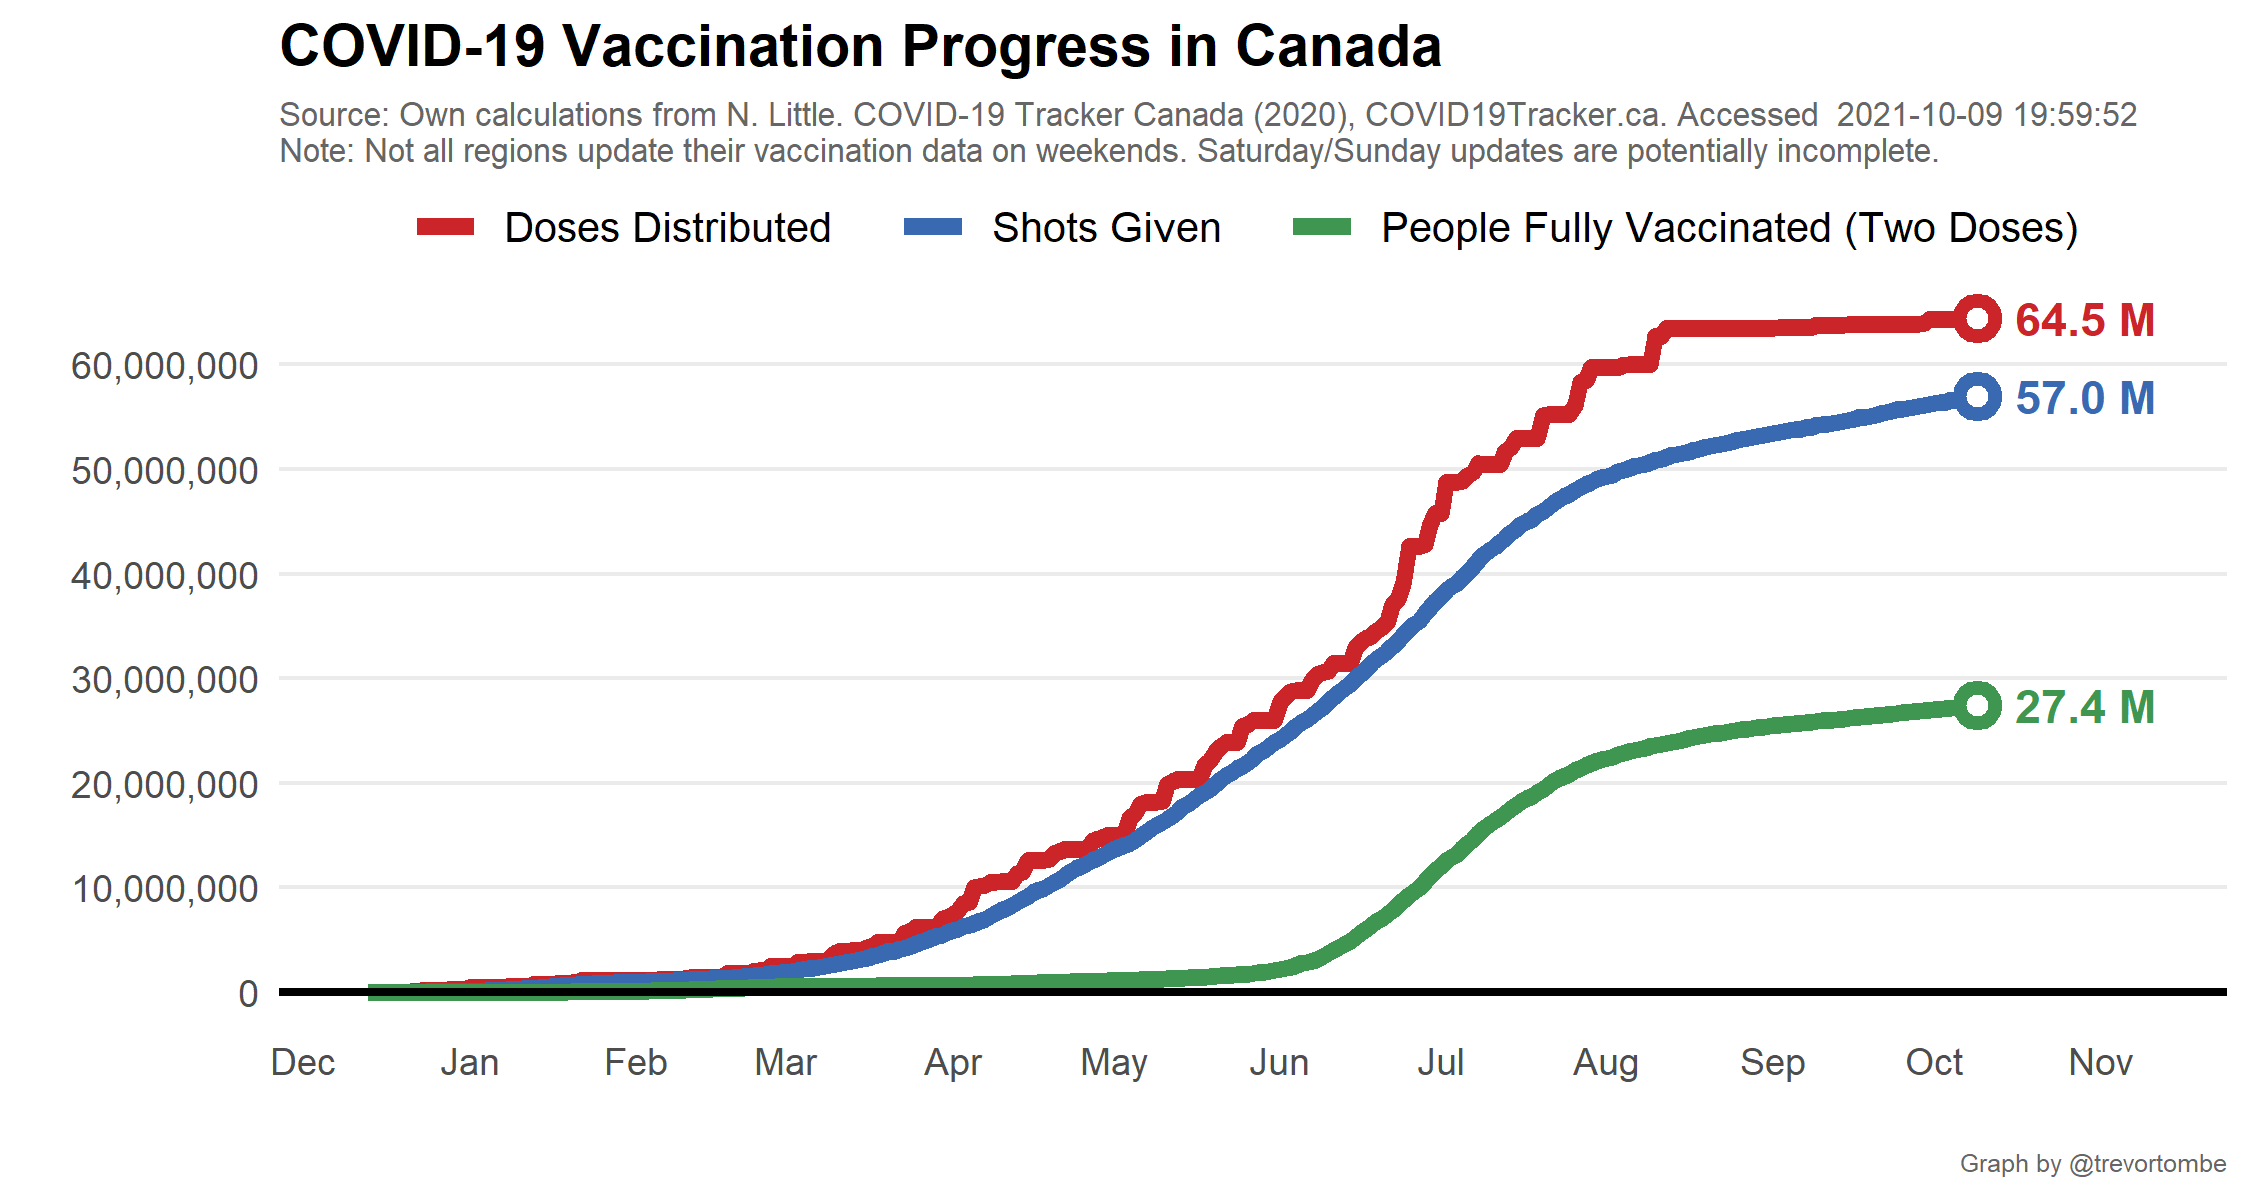 COVID-19 Vaccination Progress in Canada
Source: Own calculations from N. Little. COVID-19 Tracker Canada (2020), COVID19Tracker.ca. Accessed  2021-10-09 19:59:52
Note: Not all regions update their vaccination data on weekends. Saturday/Sunday updates are potentially incomplete.
Doses Distributed Shots Given People Fully Vaccinated (Two Doses)
64.5 M
60,000,000
57.0 M
50,000,000
40,000,000
30,000,000
27.4 M
20,000,000
10,000,000
0
Dec Jan Feb Mar Apr May Jun Jul Aug Sep Oct Nov
Graph by @trevortombe